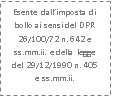 Esente dall'imposta di
bollo ai sensi del DPR
26/100/72 n. 642 e
ss.mm.ii. e della legge
del 29/12/1990 n. 405
e ss.mm.ii.